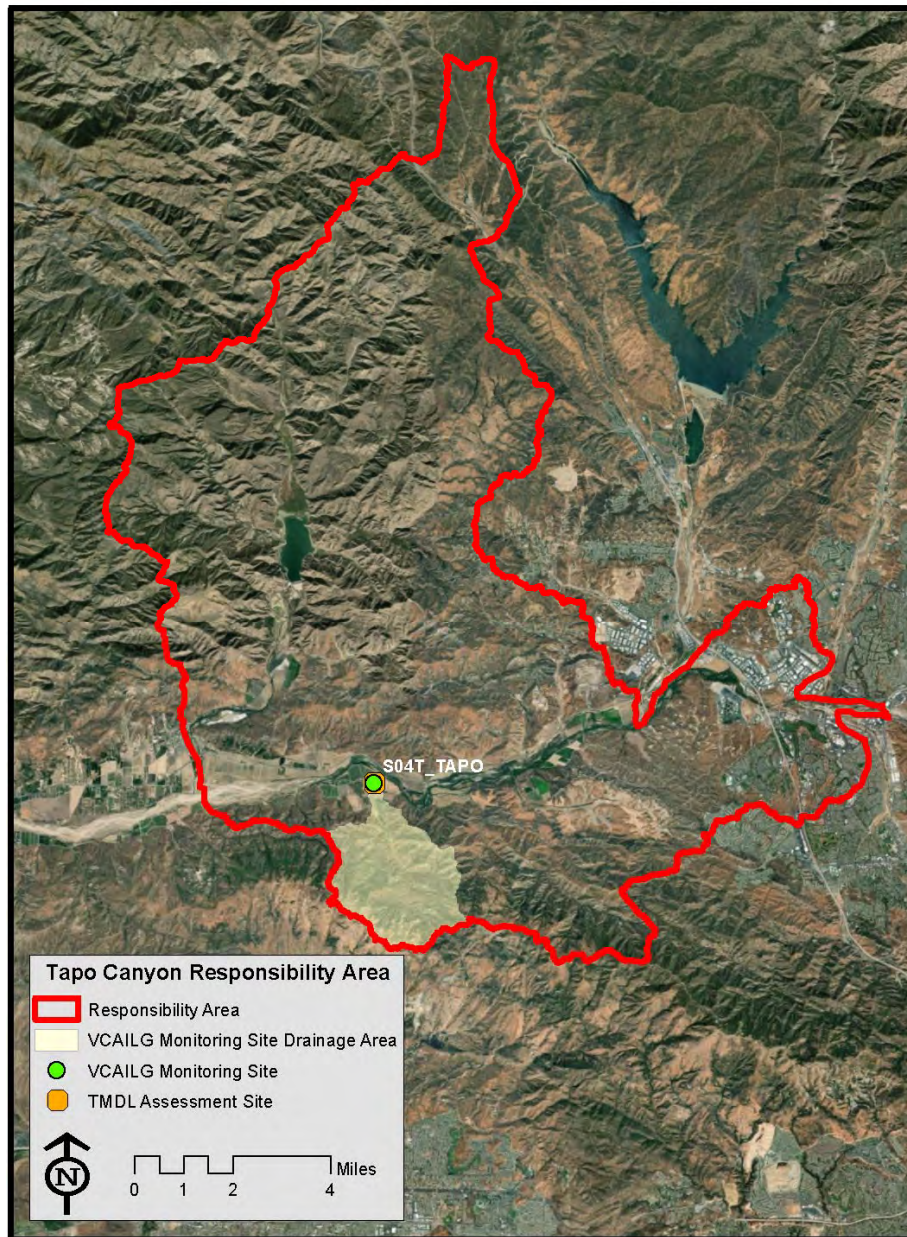 S04T_TAPO
Tapo Canyon Responsibility Area
Responsibility Area
VCAILG Monitoring Site Drainage Area
VCAILG Monitoring Site
TMDL Assessment Site
N
Miles
0 1 2 4